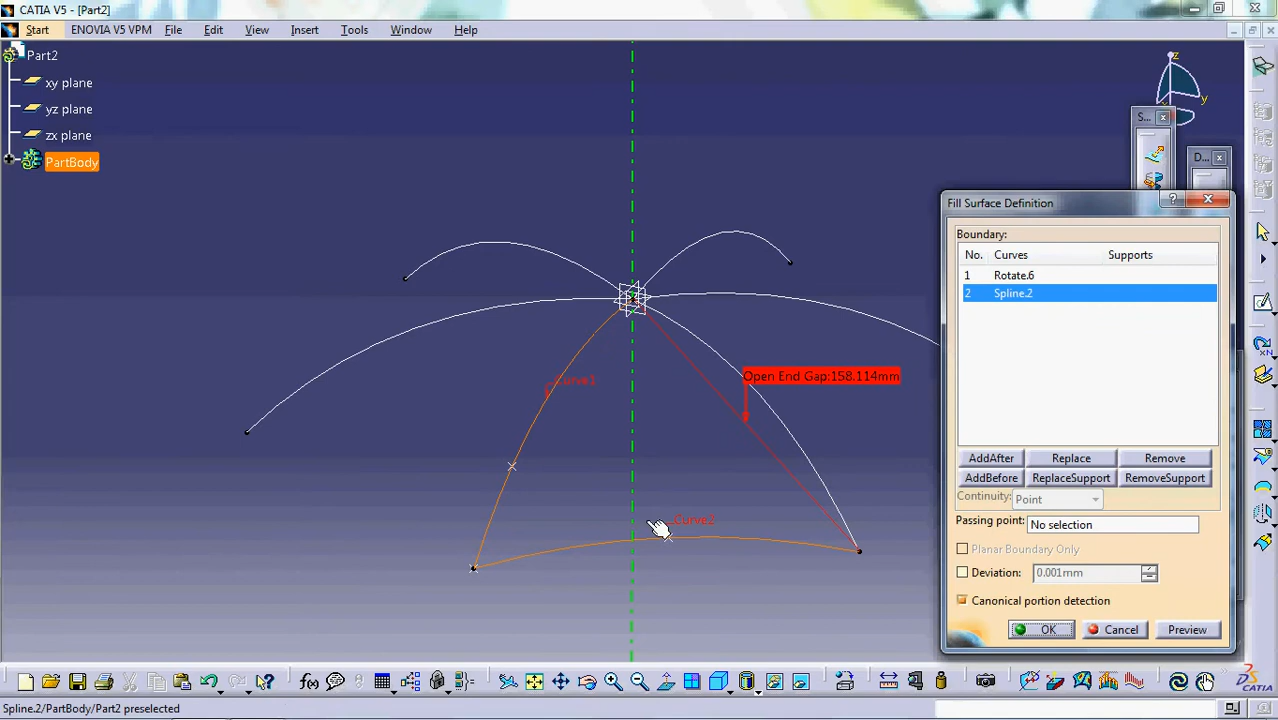 CATIA V5 - [Part2]
Start ENOVIA V5 VPM File Edit View Insert Tools Window Help
Part2
xy plane
yz plane
zx plane
PartBody
z
y
S...
D...
Fill Surface Definition
Boundary:
No. Curves Supports
1 Rotate.6
2 Spline.2
AddAfter Replace Remove
AddBefore ReplaceSupport RemoveSupport
Continuity: Point
Passing point: No selection
Planar Boundary Only
Deviation: 0.001mm
Canonical portion detection
OK Cancel Preview
Open End Gap:158.114mm
Curve1
Curve2
f(x)
CATIA
Spline.2/PartBody/Part2 preselected